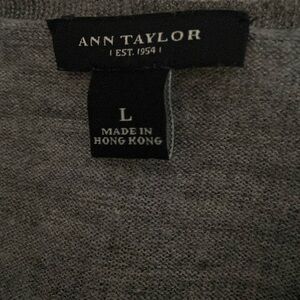 ANN TAYLOR
| EST. 1954 |
L
MADE IN
HONG KONG